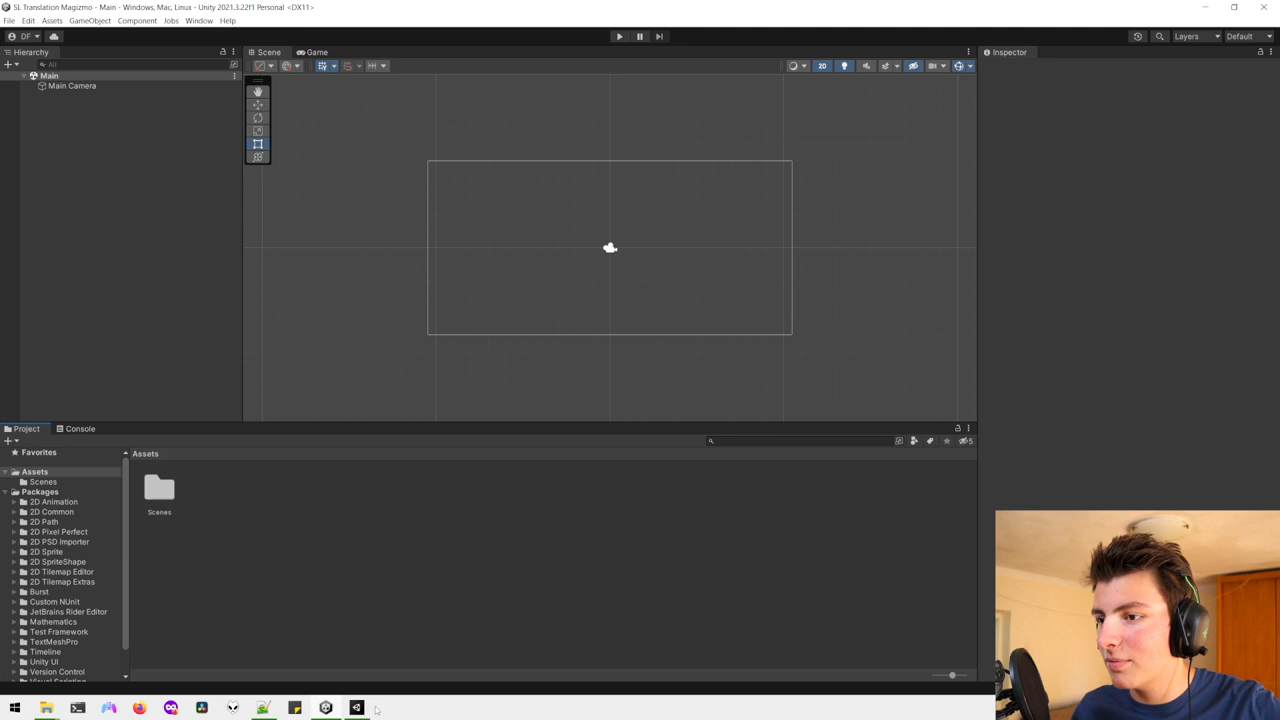 SL Translation Magizmo - Main - Windows, Mac, Linux - Unity 2021.3.22f1 Personal <DX11>
File Edit Assets GameObject Component Jobs Window Help
DF Layers Default
Hierarchy Scene Game Inspector
All 2D
Main
Main Camera
Project Console
5
Favorites Assets
Assets
Scenes
Packages
2D Animation
2D Common
Scenes
2D Path
2D Pixel Perfect
2D PSD Importer
2D Sprite
2D SpriteShape
2D Tilemap Editor
2D Tilemap Extras
Burst
Custom NUnit
JetBrains Rider Editor
Mathematics
Test Framework
TextMeshPro
Timeline
Unity UI
Version Control